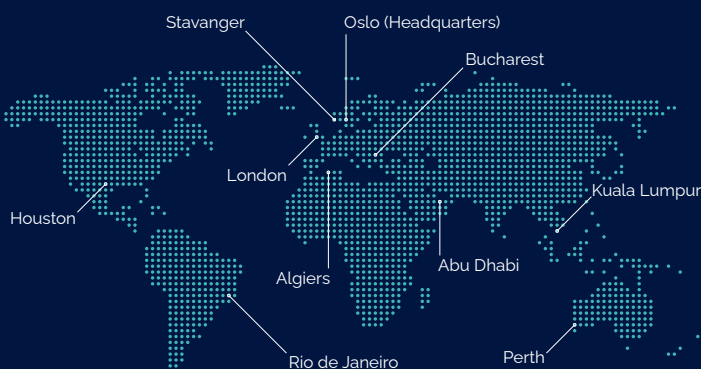 Stavanger
Oslo (Headquarters)
Bucharest
London
Kuala Lumpur
Houston
Abu Dhabi
Algiers
Rio de Janeiro
Perth